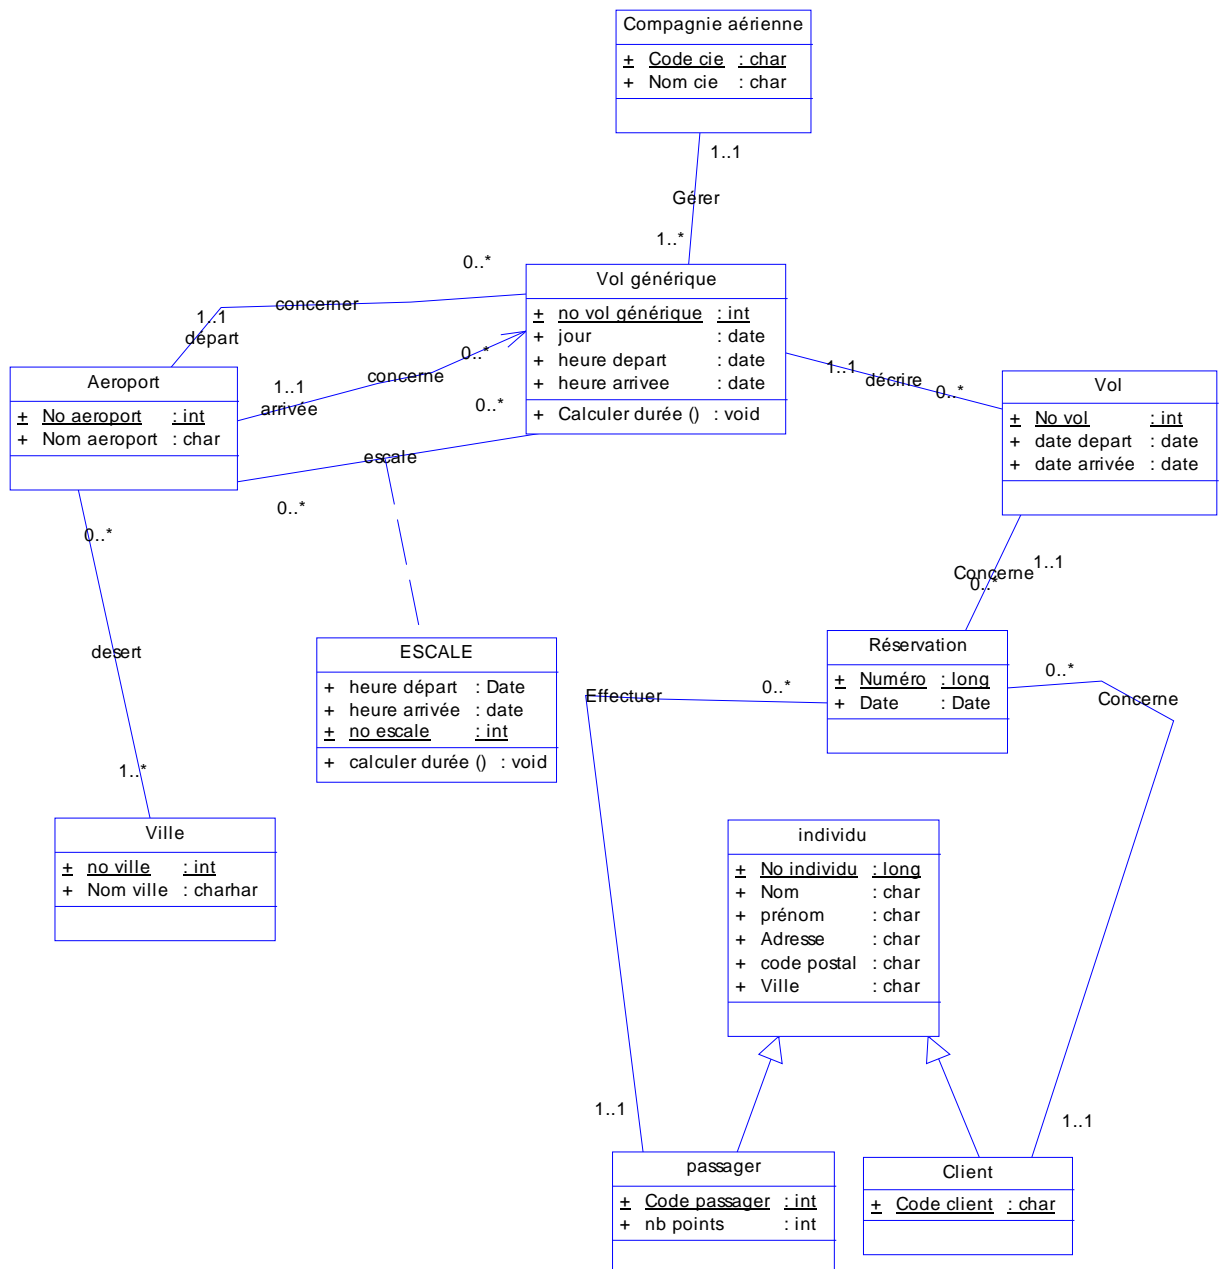 Compagnie aérienne
+ Code cie : char
+ Nom cie : char
1..1
Gérer
1..*
0..*
concerner
1..1
départ
Vol générique
+ no vol générique : int
+ jour : date
+ heure depart : date
+ heure arrivee : date
+ Calculer durée () : void
0..*
concerne
1..1
arrivée
Aeroport
+ No aeroport : int
+ Nom aeroport : char
1..1
décrire
0..*
Vol
+ No vol : int
+ date depart : date
+ date arrivée : date
0..*
escale
0..*
0..*
desert
1..*
1..1
Concerne
0..*
ESCALE
+ heure départ : Date
+ heure arrivée : date
+ no escale : int
+ calculer durée () : void
Réservation
+ Numéro : long
+ Date : Date
Effectuer
0..*
0..*
Concerne
Ville
+ no ville : int
+ Nom ville : charhar
individu
+ No individu : long
+ Nom : char
+ prénom : char
+ Adresse : char
+ code postal : char
+ Ville : char
1..1
1..1
passager
+ Code passager : int
+ nb points : int
Client
+ Code client : char